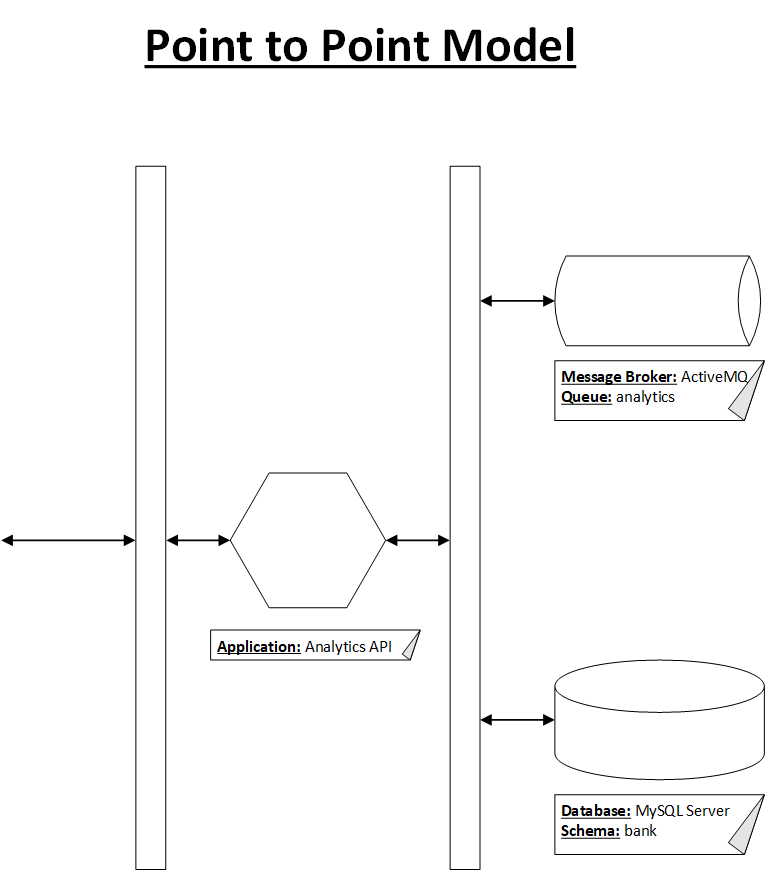 Point to Point Model
Message Broker: ActiveMQ
Queue: analytics
Application: Analytics API
Database: MySQL Server
Schema: bank